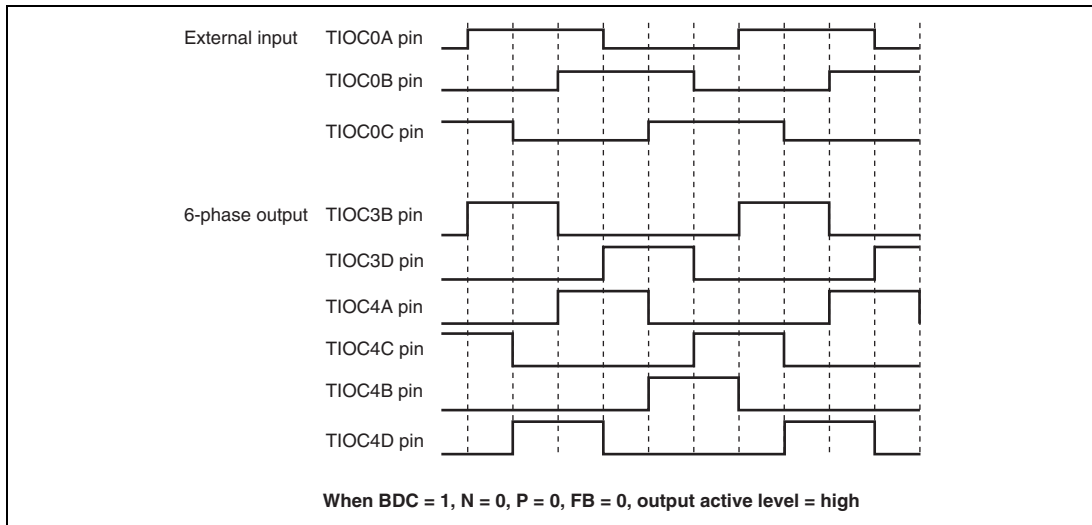 External input TIOC0A pin
TIOC0B pin
TIOC0C pin
6-phase output TIOC3B pin
TIOC3D pin
TIOC4A pin
TIOC4C pin
TIOC4B pin
TIOC4D pin
When BDC = 1, N = 0, P = 0, FB = 0, output active level = high